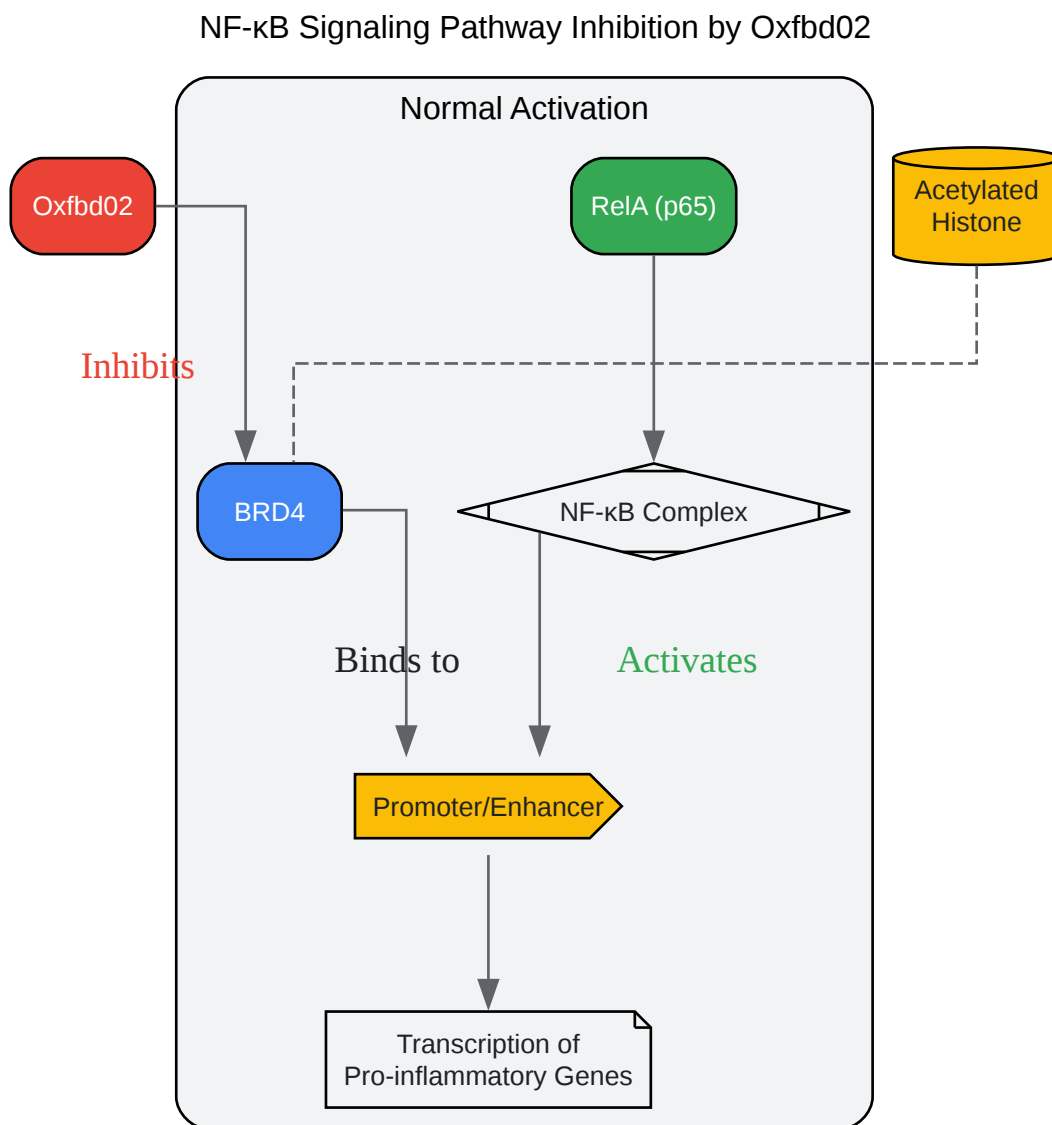 NF-κB Signaling Pathway Inhibition by Oxfbd02
Normal Activation
Oxfbd02
RelA (p65)
Acetylated
Histone
Inhibits
BRD4
NF-κB Complex
Binds to
Activates
Promoter/Enhancer
Transcription of
Pro-inflammatory Genes